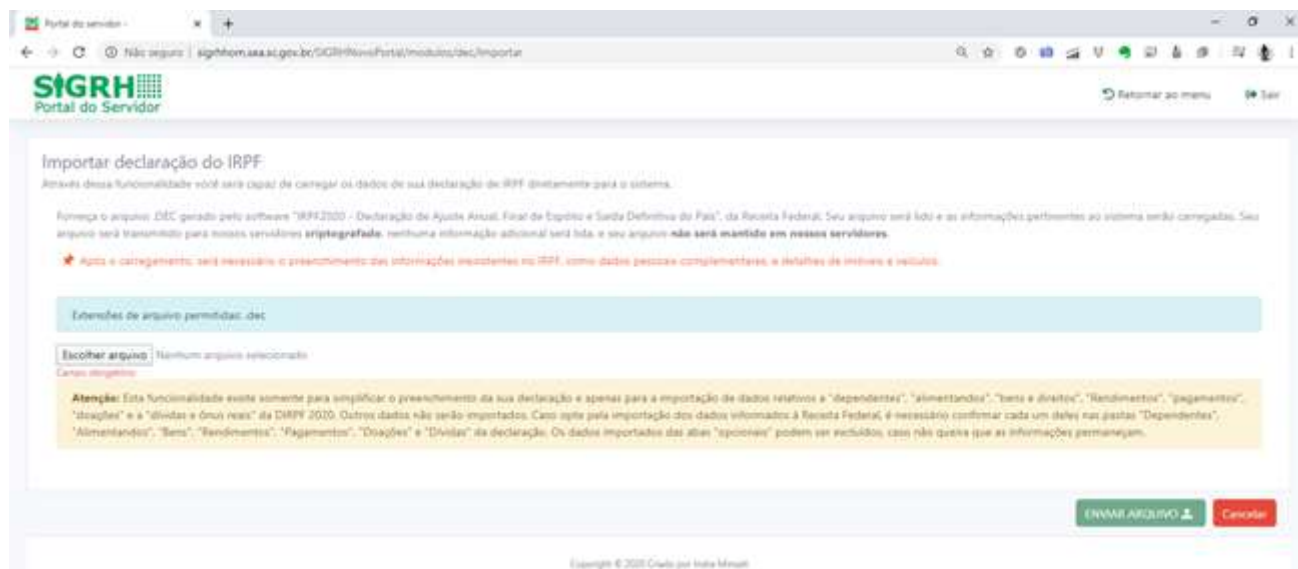 Portal do servidor -
Não seguro | sigrhhom.sea.sc.gov.br/SIGRHNovoPortal/modulos/dec/importar
SIGRH
Portal do Servidor
Retornar ao menu
Sair
Importar declaração do IRPF
Através dessa funcionalidade você será capaz de carregar os dados de sua declaração de IRPF diretamente para o sistema.
Forneça o arquivo .DEC gerado pelo software "IRPF2020 - Declaração de Ajuste Anual, Final de Espólio e Saída Definitiva do País", da Receita Federal. Seu arquivo será lido e as informações pertinentes ao sistema serão carregadas. Seu
arquivo será transmitido para nossos servidores criptografado, nenhuma informação adicional será lida, e seu arquivo não será mantido em nossos servidores.
Após o carregamento, será necessário o preenchimento das informações inexistentes no IRPF, como dados pessoais complementares, e detalhes de imóveis e veículos.
Extensões de arquivo permitidas: .dec
Escolher arquivo Nenhum arquivo selecionado
Campo obrigatório
Atenção: Esta funcionalidade existe somente para simplificar o preenchimento da sua declaração e apenas para a importação de dados relativos a "dependentes", "alimentandos", "bens e direitos", "Rendimentos", "pagamentos",
"doações" e a "dívidas e ônus reais" da DIRPF 2020. Outros dados não serão importados. Caso opte pela importação dos dados informados à Receita Federal, é necessário confirmar cada um deles nas pastas "Dependentes",
"Alimentandos", "Bens", "Rendimentos", "Pagamentos", "Doações" e "Dívidas" da declaração. Os dados importados das abas "opcionais" podem ser excluídos, caso não queira que as informações permaneçam.
ENVIAR ARQUIVO
Cancelar
Copyright © 2020 Criado por